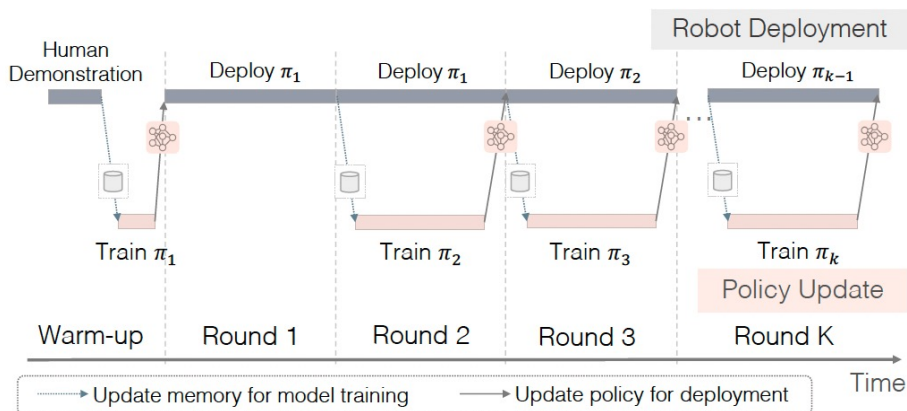 Robot Deployment
Human
Demonstration
Deploy π₁
Deploy π₁
Deploy π₂
Deploy πₖ₋₁
...
Train π₁
Train π₂
Train π₃
Train πₖ
Policy Update
Warm-up
Round 1
Round 2
Round 3
Round K
Time
Update memory for model training
Update policy for deployment